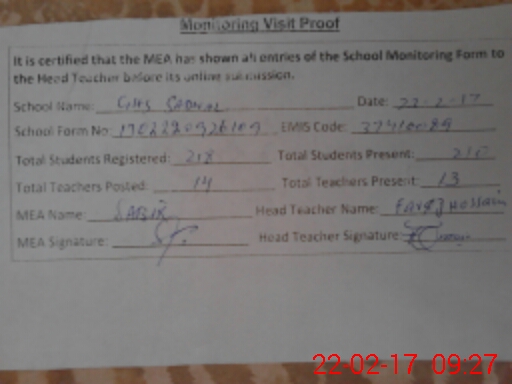 Monitoring Visit Proof
It is certified that the MEA has shown all entries of the School Monitoring Form to
the Head Teacher before its online submission.
School Name: GHS Date: 22-2-17
School Form No: EMIS Code: 37410089
Total Students Registered: 218 Total Students Present: 210
Total Teachers Posted: 14 Total Teachers Present: 13
MEA Name: SABIR Head Teacher Name: Hossain
MEA Signature: Head Teacher Signature:
22-02-17 09:27